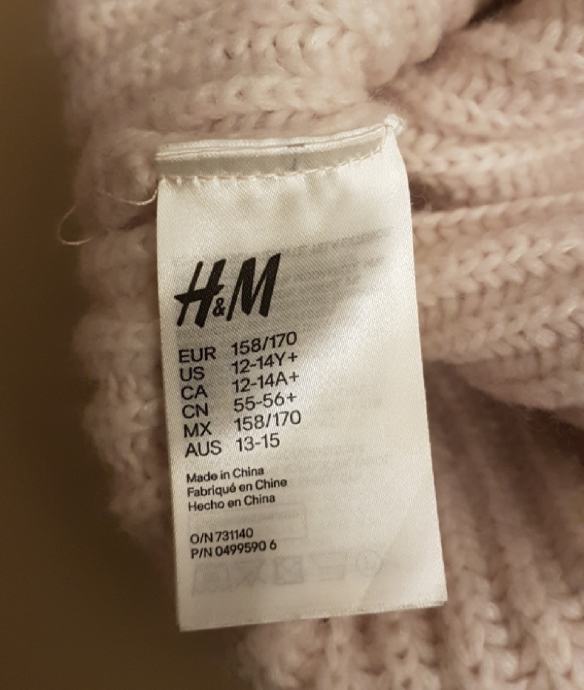 H&M
EUR 158/170
US 12-14Y+
CA 12-14A+
CN 55-56+
MX 158/170
AUS 13-15
Made in China
Fabriqué en Chine
Hecho en China
O/N 731140
P/N 0499590 6